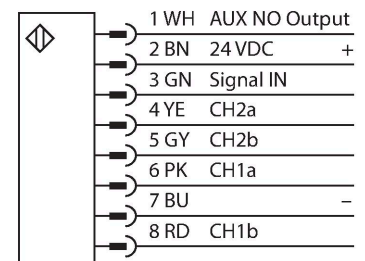 1 WH AUX NO Output
2 BN 24 VDC +
3 GN Signal IN
4 YE CH2a
5 GY CH2b
6 PK CH1a
7 BU −
8 RD CH1b